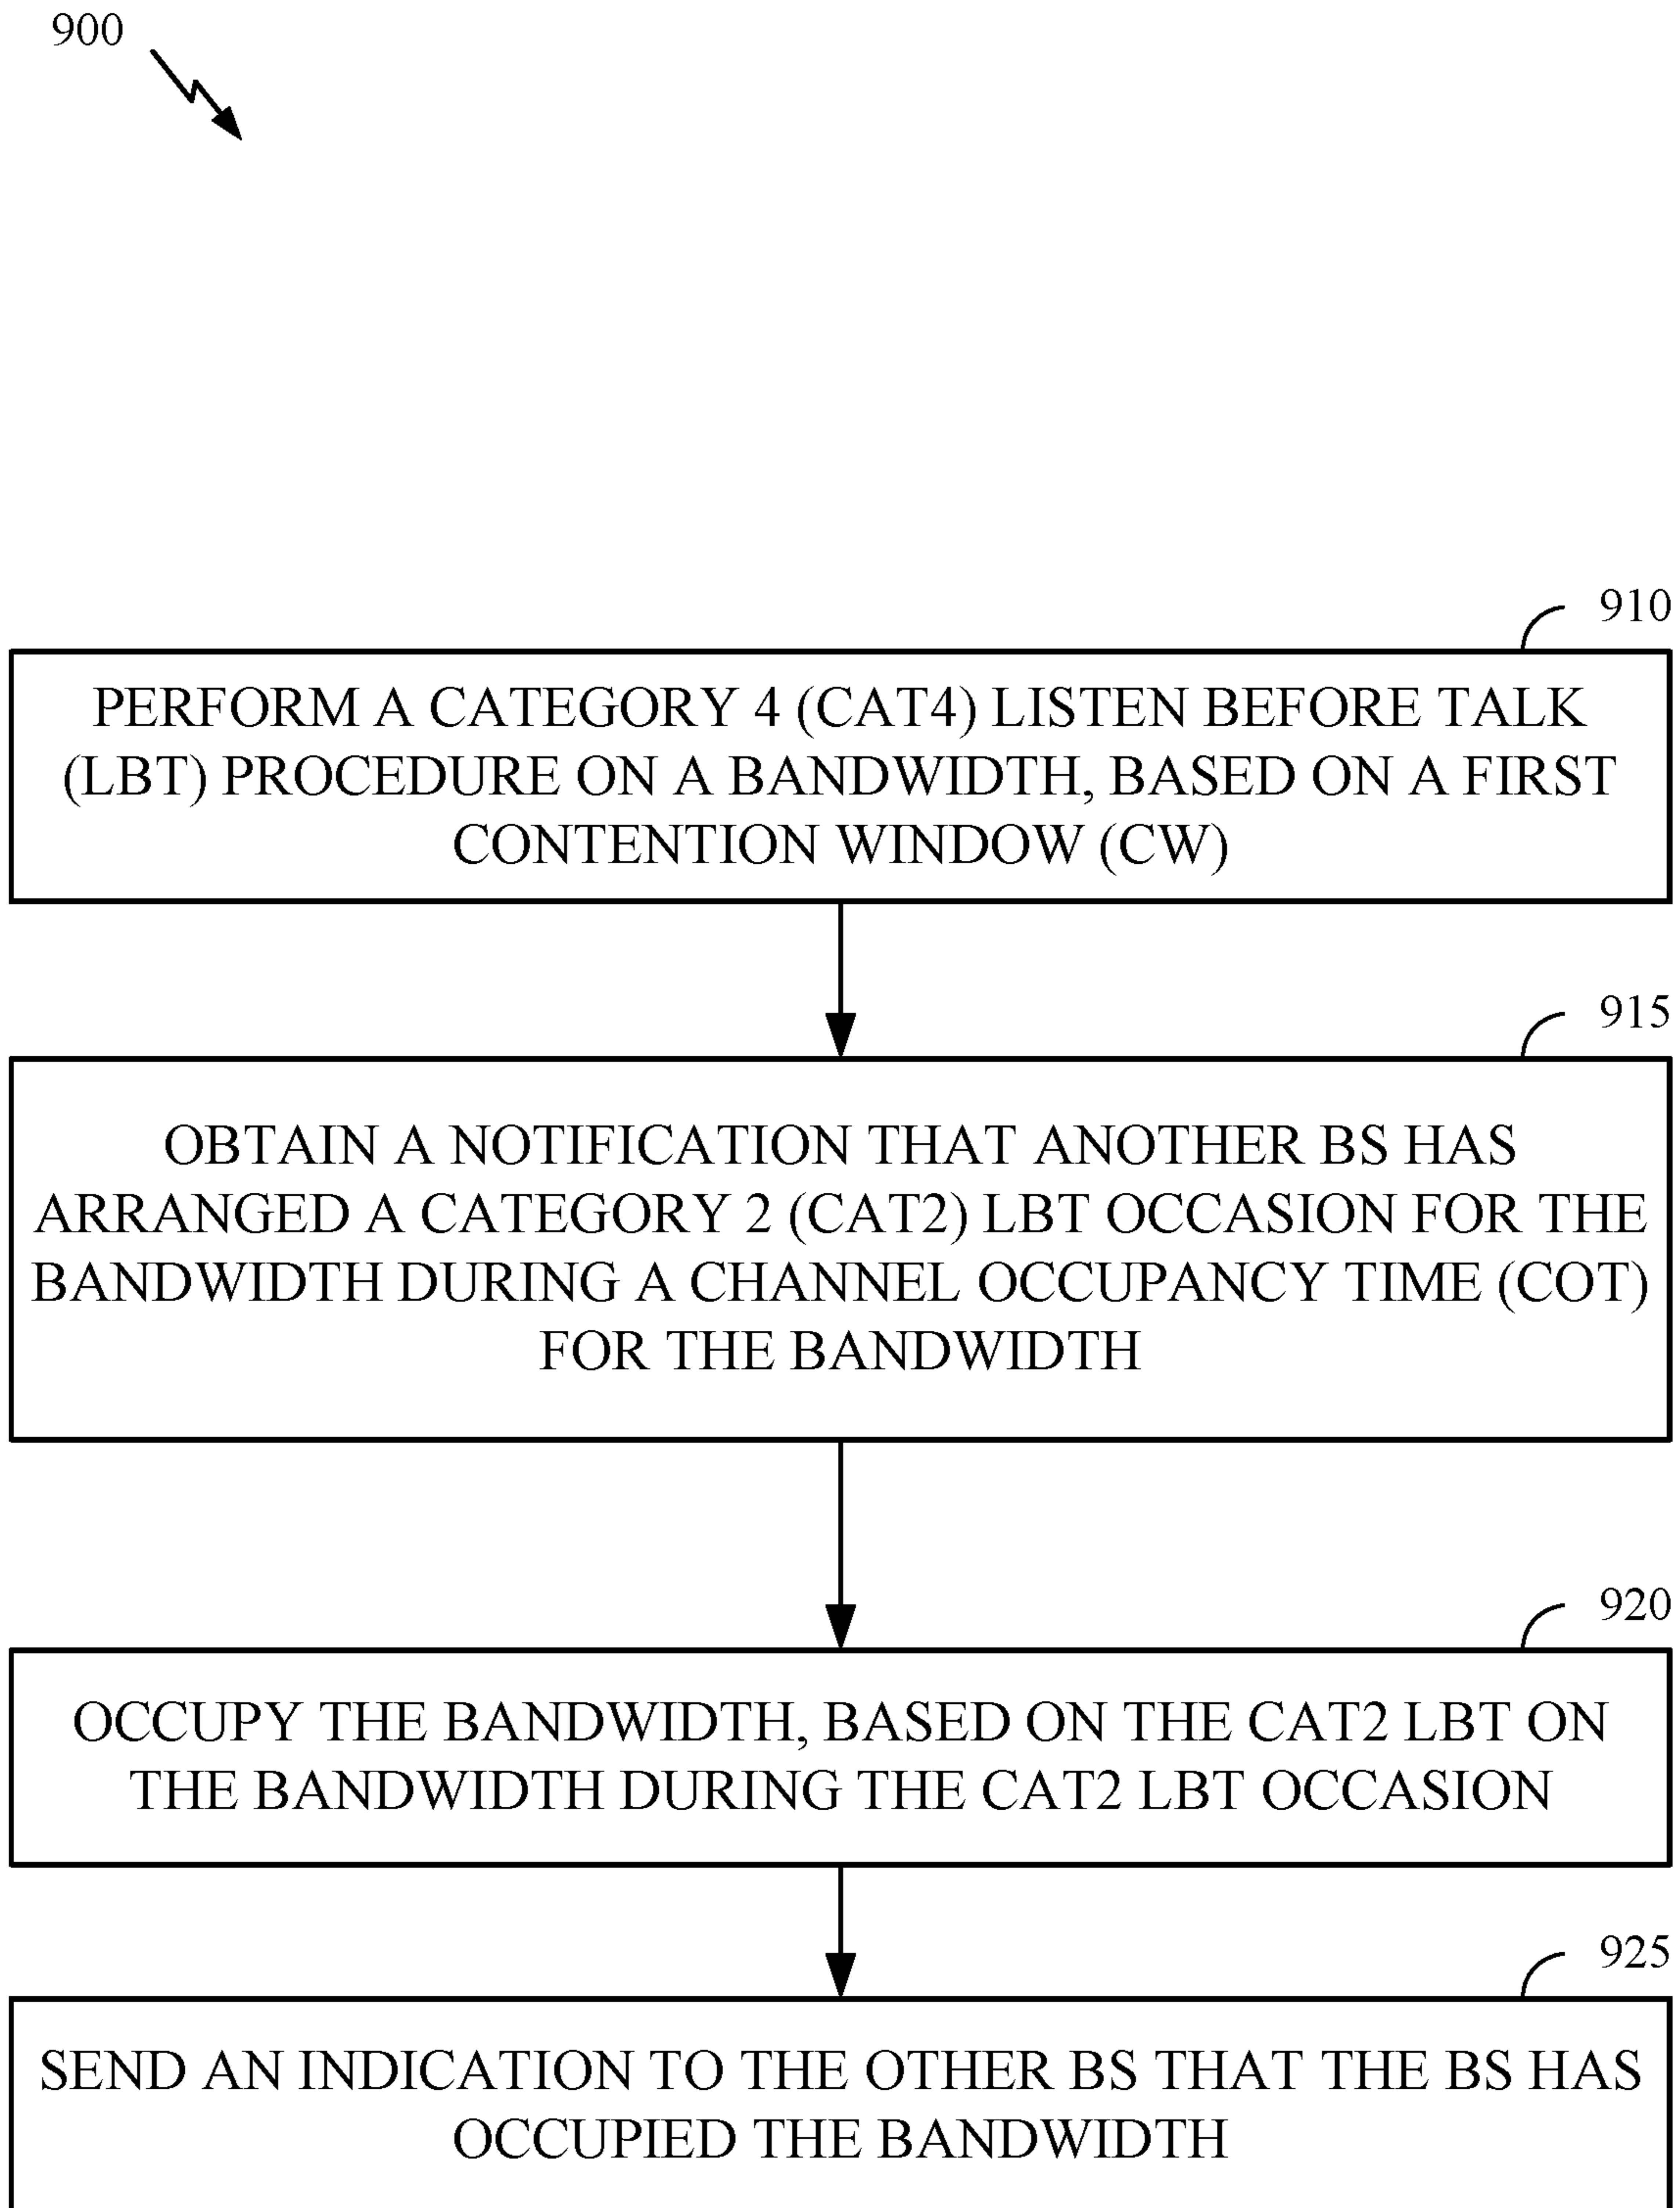 900
910
PERFORM A CATEGORY 4 (CAT4) LISTEN BEFORE TALK
(LBT) PROCEDURE ON A BANDWIDTH, BASED ON A FIRST
CONTENTION WINDOW (CW)
915
OBTAIN A NOTIFICATION THAT ANOTHER BS HAS
ARRANGED A CATEGORY 2 (CAT2) LBT OCCASION FOR THE
BANDWIDTH DURING A CHANNEL OCCUPANCY TIME (COT)
FOR THE BANDWIDTH
920
OCCUPY THE BANDWIDTH, BASED ON THE CAT2 LBT ON
THE BANDWIDTH DURING THE CAT2 LBT OCCASION
925
SEND AN INDICATION TO THE OTHER BS THAT THE BS HAS
OCCUPIED THE BANDWIDTH